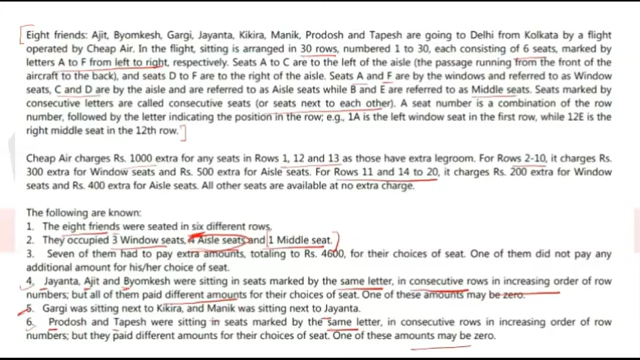 Eight friends: Ajit, Byomkesh, Gargi, Jayanta, Kikira, Manik, Prodosh and Tapesh are going to Delhi from Kolkata by a flight
operated by Cheap Air. In the flight, sitting is arranged in 30 rows, numbered 1 to 30, each consisting of 6 seats, marked by
letters A to F from left to right, respectively. Seats A to C are to the left of the aisle (the passage running from the front of the
aircraft to the back), and seats D to F are to the right of the aisle. Seats A and F are by the windows and referred to as Window
seats, C and D are by the aisle and are referred to as Aisle seats while B and E are referred to as Middle seats. Seats marked by
consecutive letters are called consecutive seats (or seats next to each other). A seat number is a combination of the row
number, followed by the letter indicating the position in the row; e.g., 1A is the left window seat in the first row, while 12E is the
right middle seat in the 12th row.
Cheap Air charges Rs. 1000 extra for any seats in Rows 1, 12 and 13 as those have extra legroom. For Rows 2-10, it charges Rs.
300 extra for Window seats and Rs. 500 extra for Aisle seats. For Rows 11 and 14 to 20, it charges Rs. 200 extra for Window
seats and Rs. 400 extra for Aisle seats. All other seats are available at no extra charge.
The following are known:
1. The eight friends were seated in six different rows.
2. They occupied 3 Window seats, 4 Aisle seats and 1 Middle seat.
3. Seven of them had to pay extra amounts, totaling to Rs. 4600, for their choices of seat. One of them did not pay any
additional amount for his/her choice of seat.
4. Jayanta, Ajit and Byomkesh were sitting in seats marked by the same letter, in consecutive rows in increasing order of row
numbers; but all of them paid different amounts for their choices of seat. One of these amounts may be zero.
5. Gargi was sitting next to Kikira, and Manik was sitting next to Jayanta.
6. Prodosh and Tapesh were sitting in seats marked by the same letter, in consecutive rows in increasing order of row
numbers; but they paid different amounts for their choices of seat. One of these amounts may be zero.